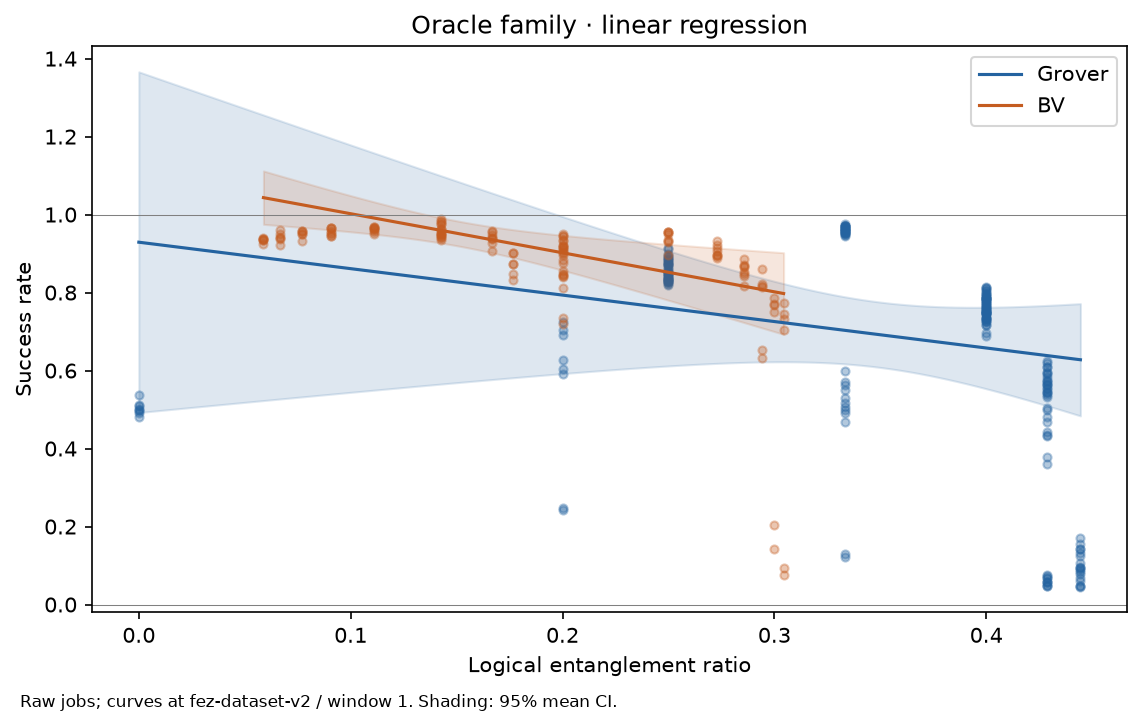 Oracle family · linear regression
Success rate
1.4
1.2
1.0
0.8
0.6
0.4
0.2
0.0
Grover
BV
0.0 0.1 0.2 0.3 0.4
Logical entanglement ratio
Raw jobs; curves at fez-dataset-v2 / window 1. Shading: 95% mean CI.